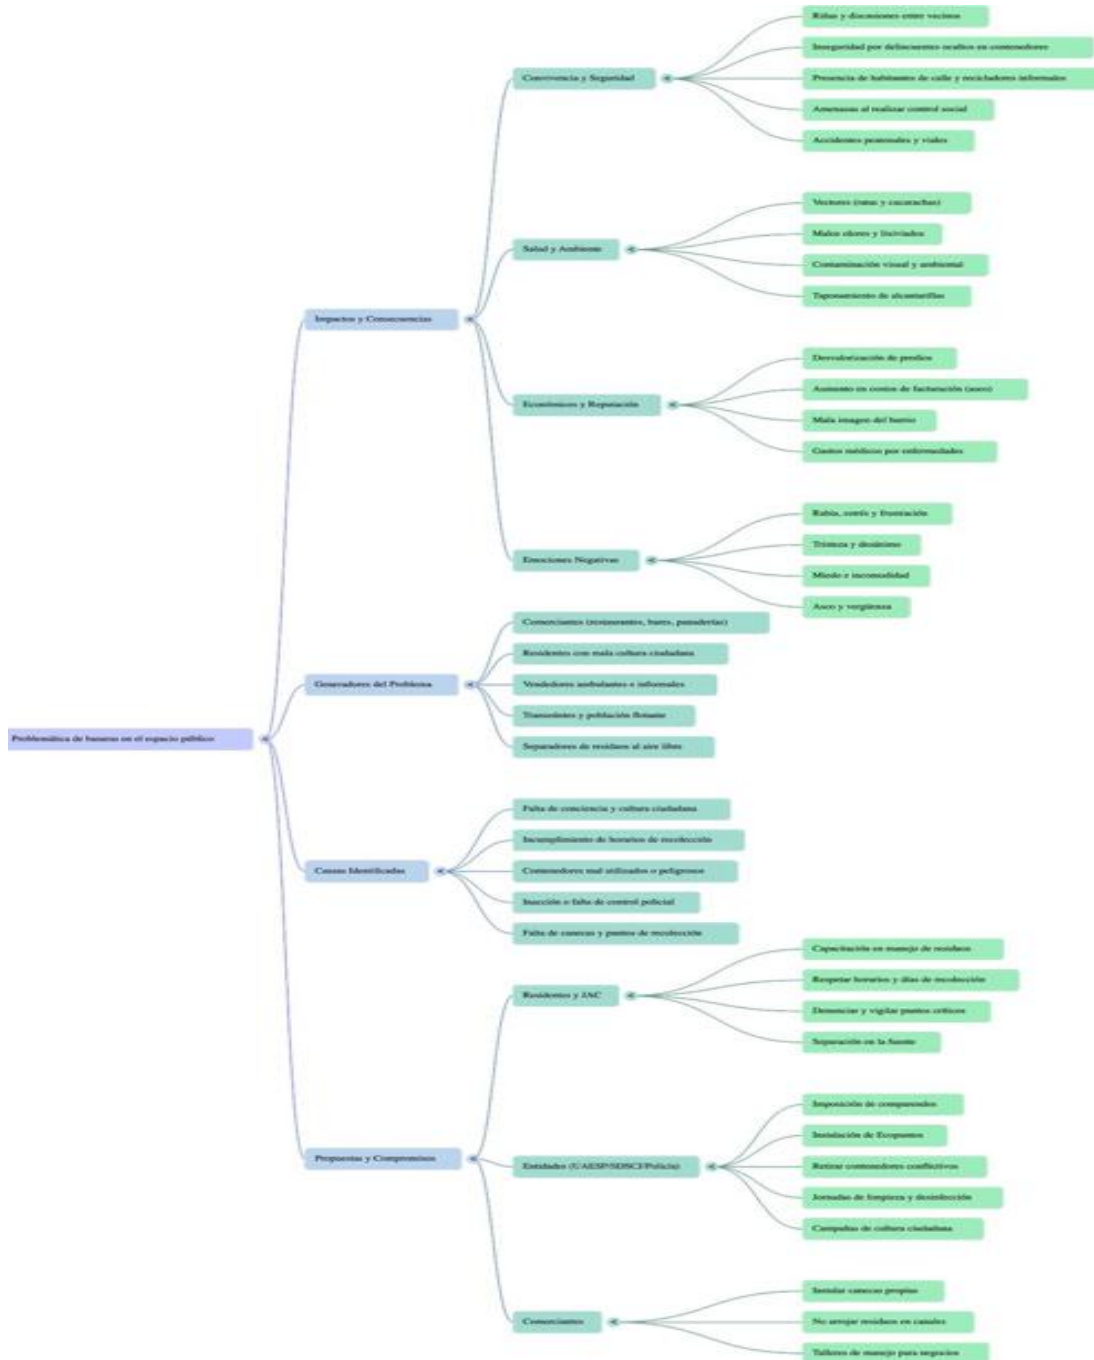 Problemática de basuras en el espacio público
Impactos y Consecuencias
Convivencia y Seguridad
Riñas y discusiones entre vecinos
Inseguridad por delincuentes ocultos en contenedores
Presencia de habitantes de calle y recicladores informales
Amenazas al realizar control social
Accidentes peatonales y viales
Salud y Ambiente
Vectores (ratas y cucarachas)
Malos olores y lixiviados
Contaminación visual y ambiental
Taponamiento de alcantarillas
Económicos y Reputación
Desvalorización de predios
Aumento en costos de facturación (aseo)
Mala imagen del barrio
Gastos médicos por enfermedades
Emociones Negativas
Rabia, estrés y frustración
Tristeza y desánimo
Miedo e incomodidad
Asco y vergüenza
Generadores del Problema
Comerciantes (restaurantes, bares, panaderías)
Residentes con mala cultura ciudadana
Vendedores ambulantes e informales
Transeúntes y población flotante
Separadores de residuos al aire libre
Causas Identificadas
Falta de conciencia y cultura ciudadana
Incumplimiento de horarios de recolección
Contenedores mal utilizados o peligrosos
Inacción o falta de control policial
Falta de canecas y puntos de recolección
Propuestas y Compromisos
Residentes y JAC
Capacitación en manejo de residuos
Respetar horarios y días de recolección
Denunciar y vigilar puntos críticos
Separación en la fuente
Entidades (UAESP/SDSCJ/Policía)
Imposición de comparendos
Instalación de Ecopuntos
Retirar contenedores conflictivos
Jornadas de limpieza y desinfección
Campañas de cultura ciudadana
Comerciantes
Instalar canecas propias
No arrojar residuos en canales
Talleres de manejo para negocios